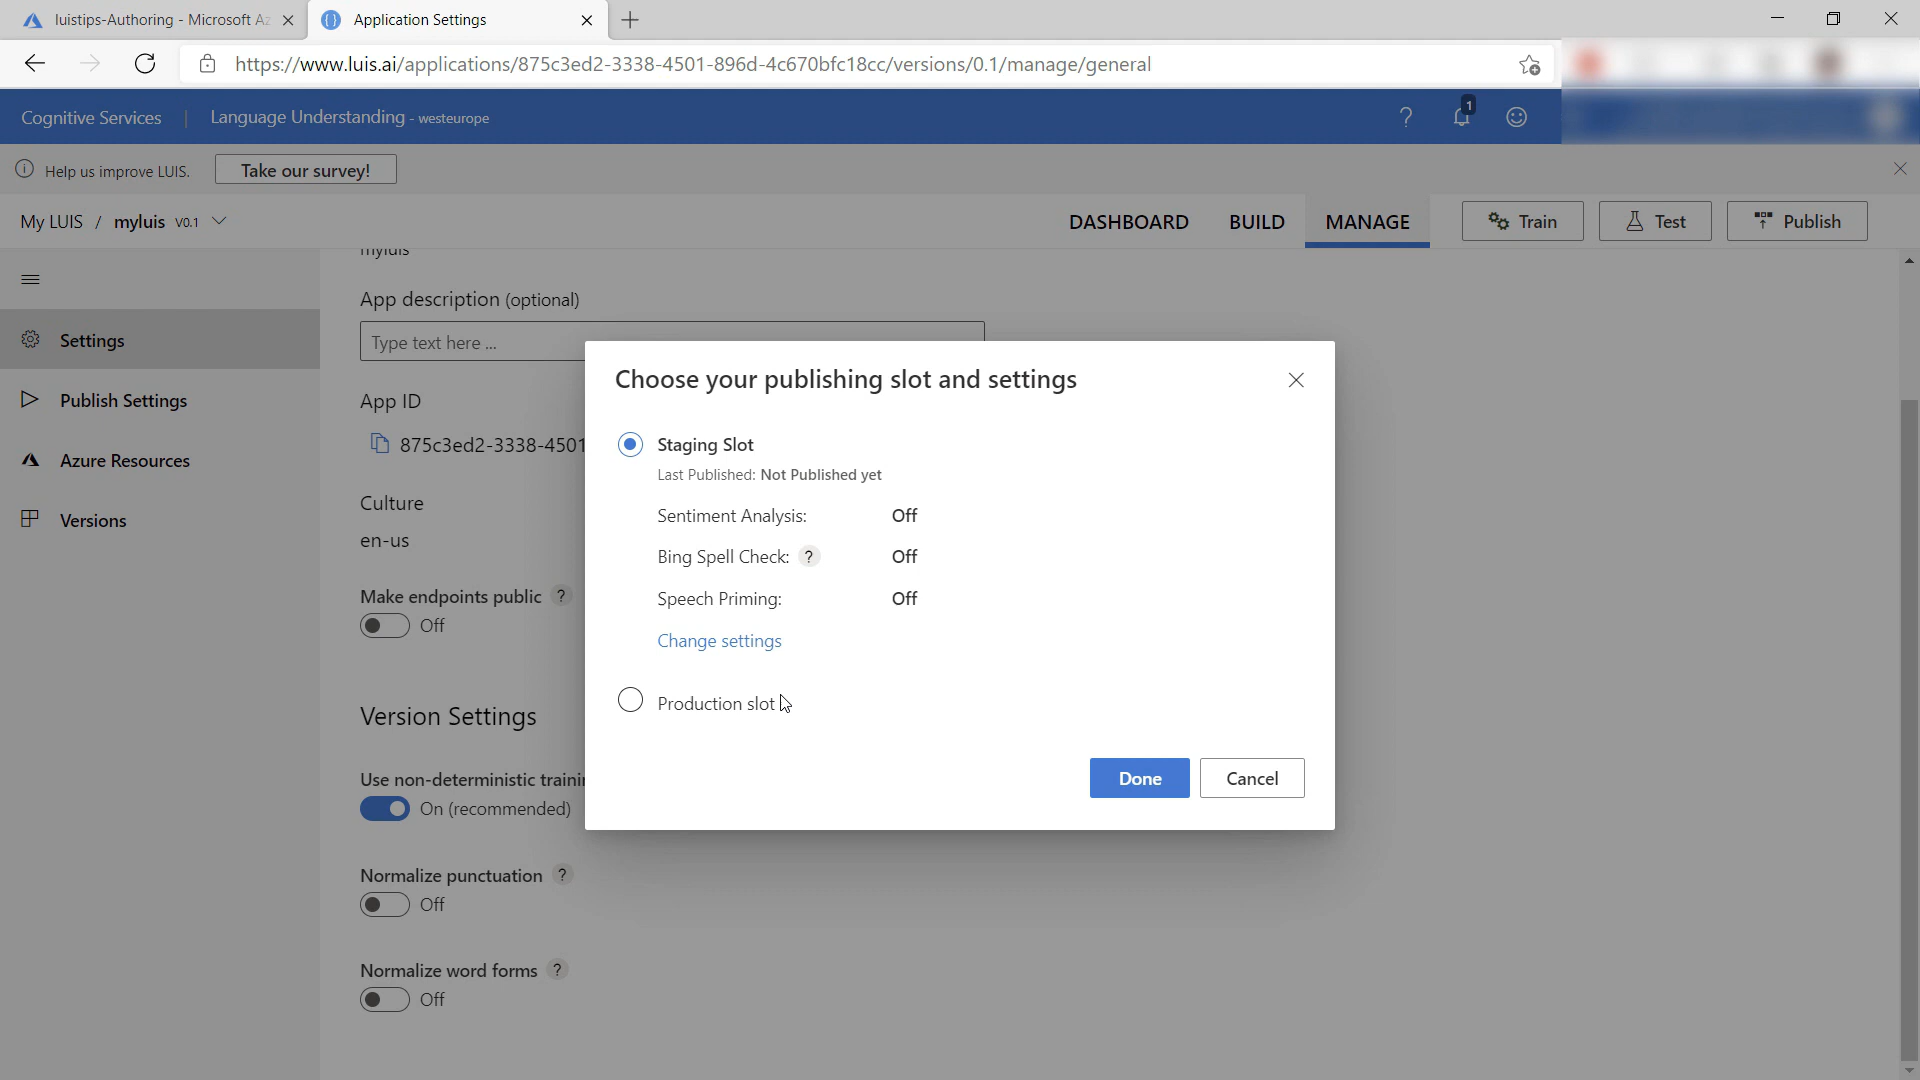 luistips-Authoring - Microsoft Az
Application Settings
https://www.luis.ai/applications/875c3ed2-3338-4501-896d-4c670bfc18cc/versions/0.1/manage/general
Cognitive Services | Language Understanding - westeurope
? 1
Help us improve LUIS. Take our survey!
My LUIS / myluis V0.1
DASHBOARD BUILD MANAGE Train Test Publish
myluis
App description (optional)
Type text here ...
Settings
Publish Settings
Azure Resources
Versions
App ID
875c3ed2-3338-4501
Culture
en-us
Make endpoints public ?
Off
Version Settings
Use non-deterministic trainin
On (recommended)
Normalize punctuation ?
Off
Normalize word forms ?
Off
Choose your publishing slot and settings
Staging Slot
Last Published: Not Published yet
Sentiment Analysis: Off
Bing Spell Check: ? Off
Speech Priming: Off
Change settings
Production slot
Done Cancel